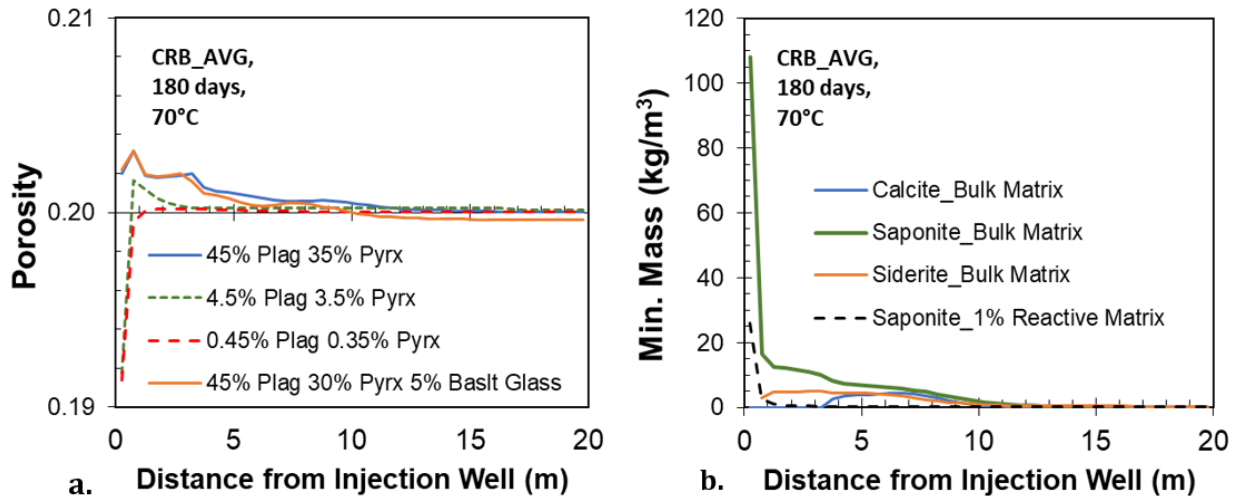 0.21
CRB_AVG,
180 days,
70°C
0.20
Porosity
45% Plag 35% Pyrx
4.5% Plag 3.5% Pyrx
0.45% Plag 0.35% Pyrx
45% Plag 30% Pyrx 5% Baslt Glass
0.19
0 5 10 15 20
a. Distance from Injection Well (m)
120
CRB_AVG,
180 days,
70°C
100
80
60
40
20
0
Min. Mass (kg/m³)
Calcite_Bulk Matrix
Saponite_Bulk Matrix
Siderite_Bulk Matrix
Saponite_1% Reactive Matrix
0 5 10 15 20
b. Distance from Injection Well (m)